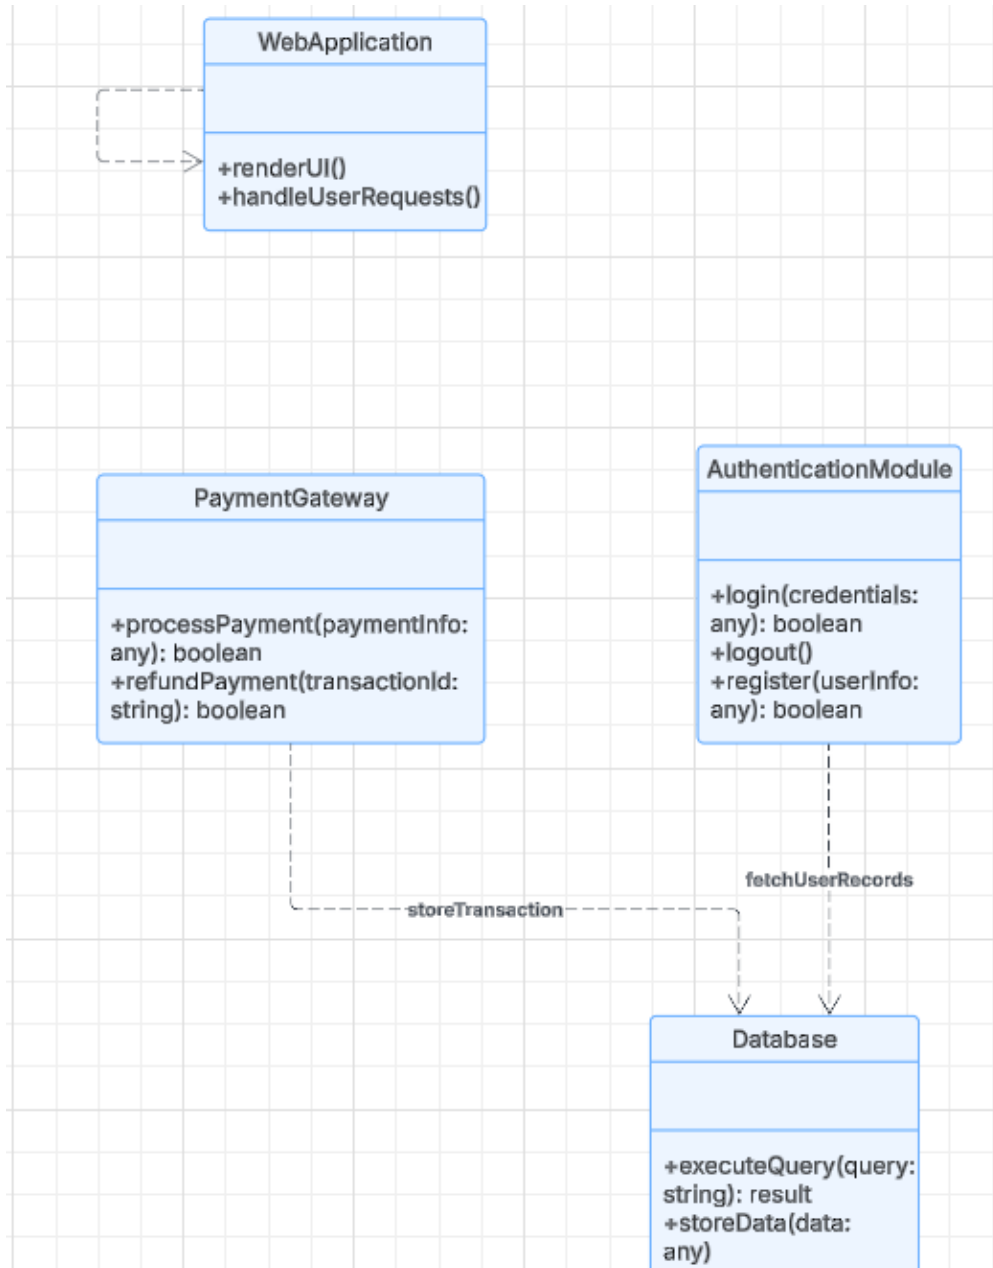 WebApplication
+renderUI()
+handleUserRequests()
PaymentGateway
+processPayment(paymentInfo:
any): boolean
+refundPayment(transactionId:
string): boolean
AuthenticationModule
+login(credentials:
any): boolean
+logout()
+register(userInfo:
any): boolean
fetchUserRecords
storeTransaction
Database
+executeQuery(query:
string): result
+storeData(data:
any)